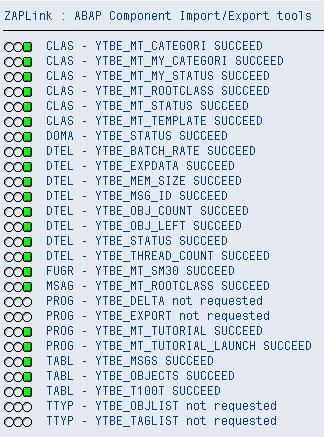 ZAPLink : ABAP Component Import/Export tools
CLAS - YTBE_MT_CATEGORI SUCCEED
CLAS - YTBE_MT_MY_CATEGORI SUCCEED
CLAS - YTBE_MT_MY_STATUS SUCCEED
CLAS - YTBE_MT_ROOTCLASS SUCCEED
CLAS - YTBE_MT_STATUS SUCCEED
CLAS - YTBE_MT_TEMPLATE SUCCEED
DOMA - YTBE_STATUS SUCCEED
DTEL - YTBE_BATCH_RATE SUCCEED
DTEL - YTBE_EXPDATA SUCCEED
DTEL - YTBE_MEM_SIZE SUCCEED
DTEL - YTBE_MSG_ID SUCCEED
DTEL - YTBE_OBJ_COUNT SUCCEED
DTEL - YTBE_OBJ_LEFT SUCCEED
DTEL - YTBE_STATUS SUCCEED
DTEL - YTBE_THREAD_COUNT SUCCEED
FUGR - YTBE_MT_SM30 SUCCEED
MSAG - YTBE_MT_ROOTCLASS SUCCEED
PROG - YTBE_DELTA not requested
PROG - YTBE_EXPORT not requested
PROG - YTBE_MT_TUTORIAL SUCCEED
PROG - YTBE_MT_TUTORIAL_LAUNCH SUCCEED
TABL - YTBE_MSGS SUCCEED
TABL - YTBE_OBJECTS SUCCEED
TABL - YTBE_T100T SUCCEED
TTYP - YTBE_OBJLIST not requested
TTYP - YTBE_TAGLIST not requested